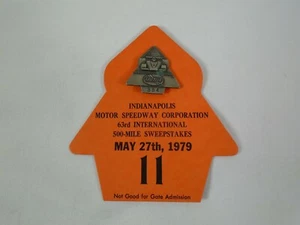 INDIANAPOLIS
MOTOR SPEEDWAY CORPORATION
63rd INTERNATIONAL
500-MILE SWEEPSTAKES
MAY 27th, 1979
11
Not Good for Gate Admission